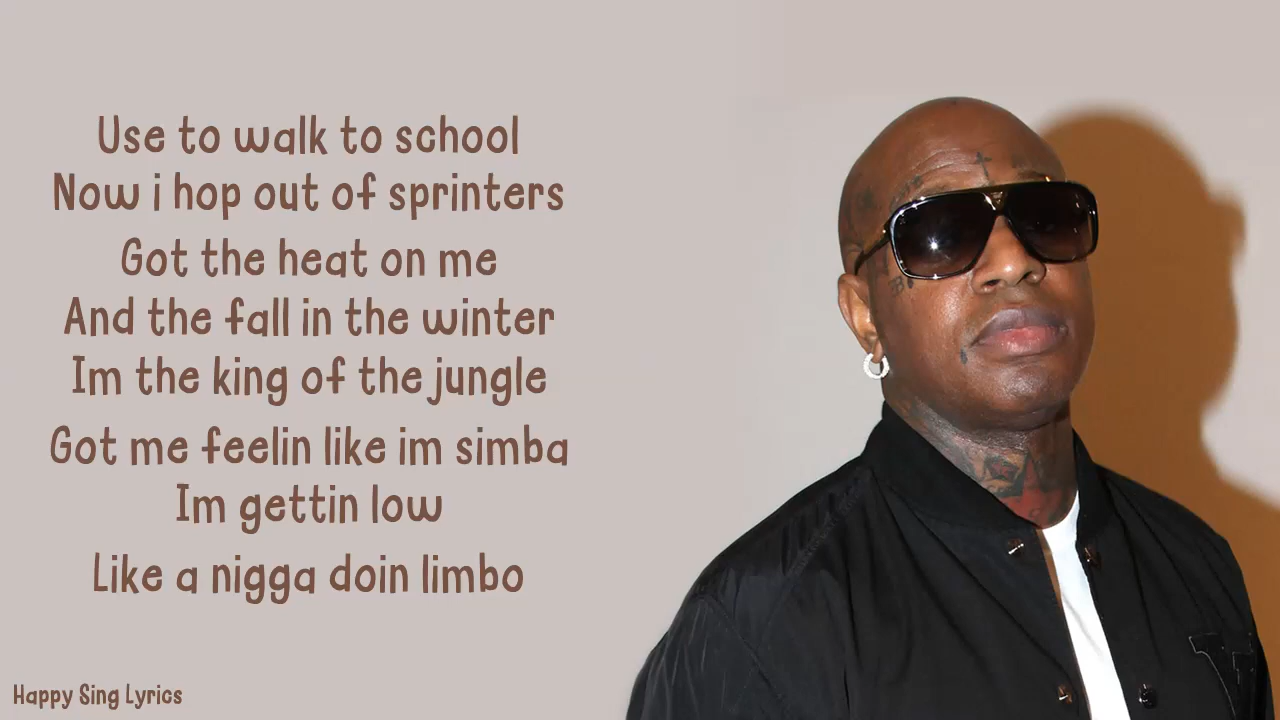 Use to walk to school
Now i hop out of sprinters
Got the heat on me
And the fall in the winter
Im the king of the jungle
Got me feelin like im simba
Im gettin low
Like a nigga doin limbo
Happy Sing Lyrics